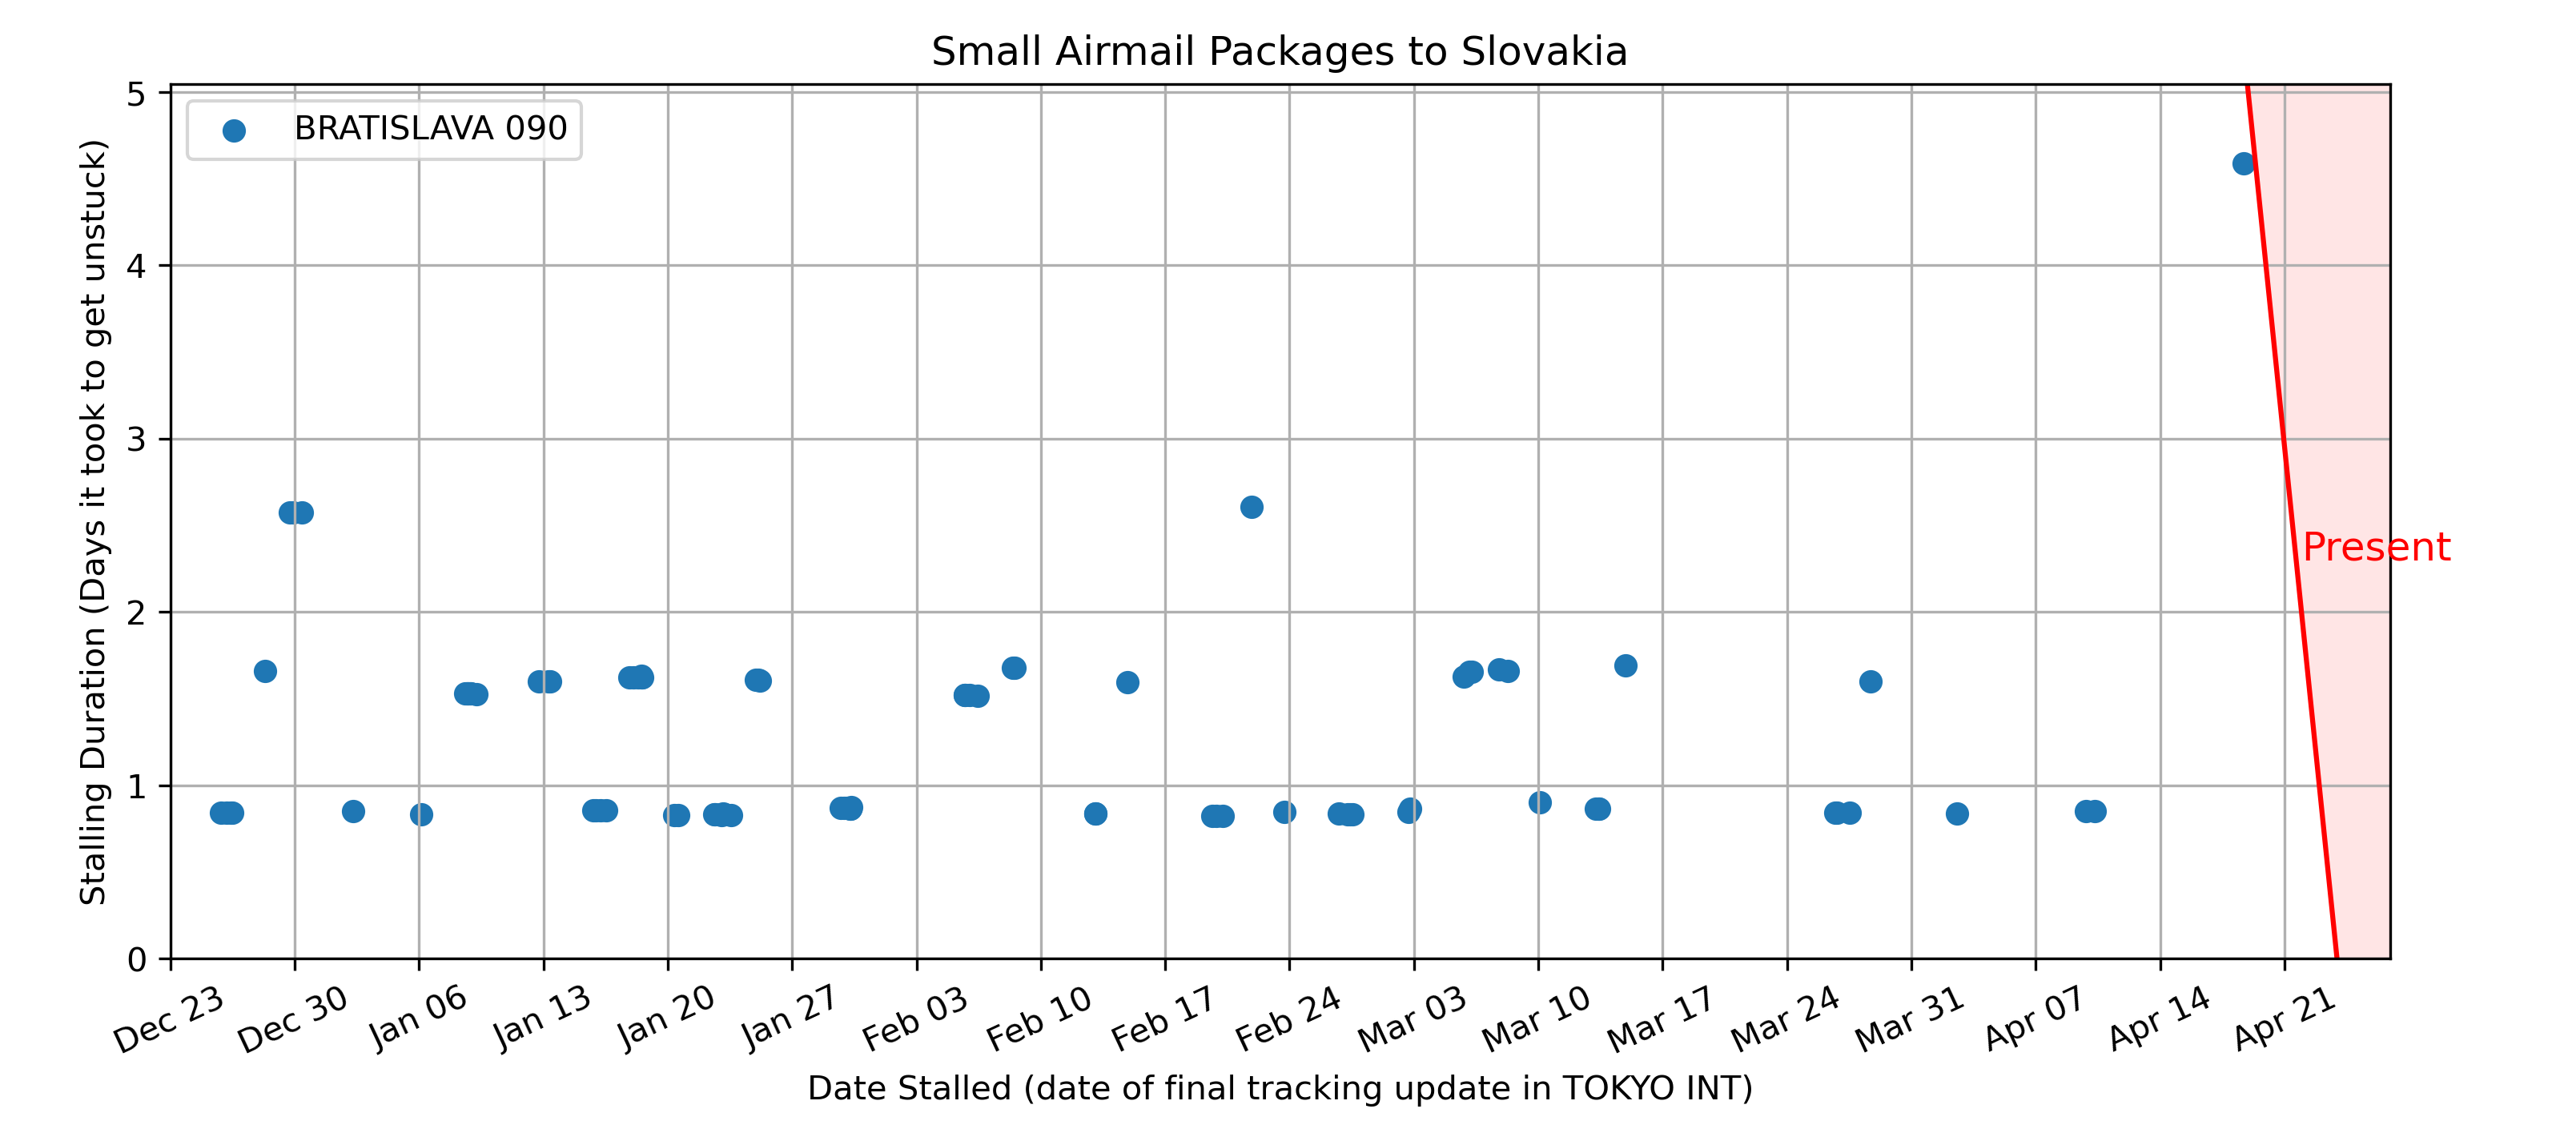 Small Airmail Packages to Slovakia
BRATISLAVA 090
Stalling Duration (Days it took to get unstuck)
5
4
3
2
1
0
Present
Dec 23
Dec 30
Jan 06
Jan 13
Jan 20
Jan 27
Feb 03
Feb 10
Feb 17
Feb 24
Mar 03
Mar 10
Mar 17
Mar 24
Mar 31
Apr 07
Apr 14
Apr 21
Date Stalled (date of final tracking update in TOKYO INT)